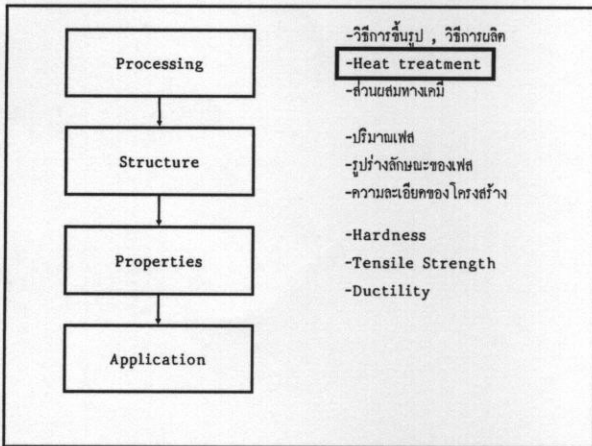 Processing
-วิธีการขึ้นรูป , วิธีการผลิต
-Heat treatment
-ส่วนผสมทางเคมี
Structure
-ปริมาณเฟส
-รูปร่างลักษณะของเฟส
-ความละเอียดของโครงสร้าง
Properties
-Hardness
-Tensile Strength
-Ductility
Application